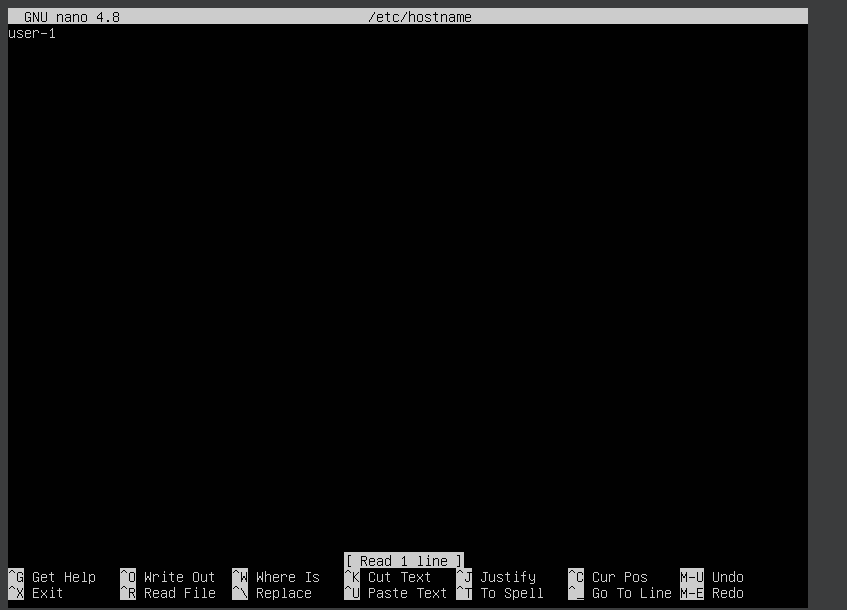 GNU nano 4.8 /etc/hostname
user-1
[ Read 1 line ]
^G Get Help ^O Write Out ^W Where Is ^K Cut Text ^J Justify ^C Cur Pos M-U Undo
^X Exit ^R Read File ^\ Replace ^U Paste Text ^T To Spell ^_ Go To Line M-E Redo